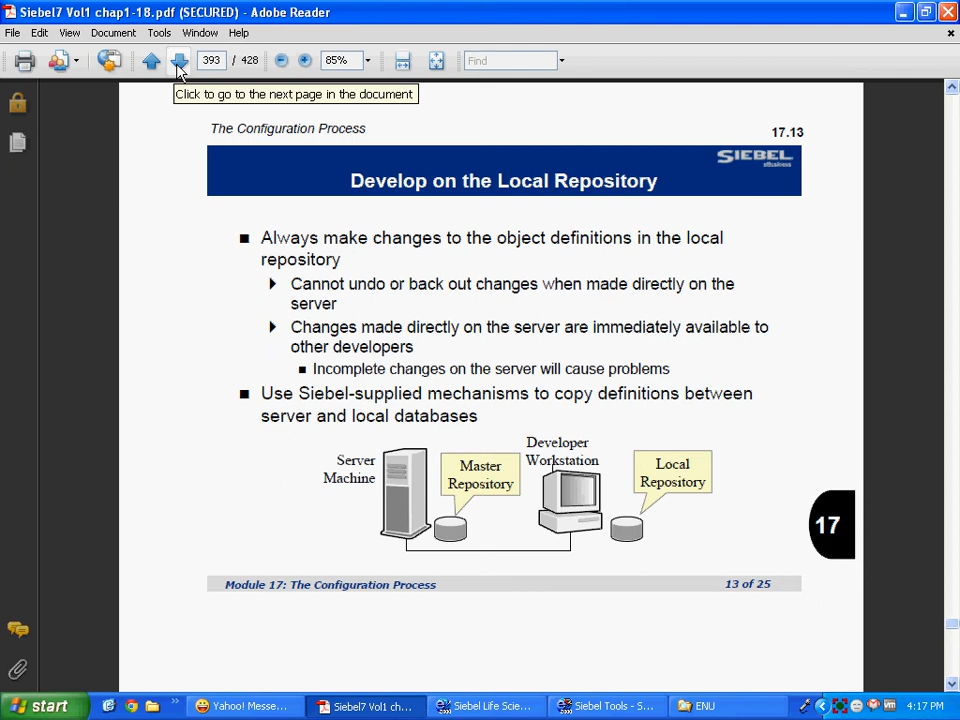 Siebel7 Vol1 chap1-18.pdf (SECURED) - Adobe Reader
File Edit View Document Tools Window Help
393 / 428 85% Find
Click to go to the next page in the document
The Configuration Process
17.13
SIEBEL
eBusiness
Develop on the Local Repository
Always make changes to the object definitions in the local
repository
Cannot undo or back out changes when made directly on the
server
Changes made directly on the server are immediately available to
other developers
Incomplete changes on the server will cause problems
Use Siebel-supplied mechanisms to copy definitions between
server and local databases
Server
Machine
Master
Repository
Developer
Workstation
Local
Repository
17
Module 17: The Configuration Process
13 of 25
start
Yahoo! Messe...
Siebel7 Vol1 cha...
Siebel Life Scie...
Siebel Tools - S...
ENU
4:17 PM